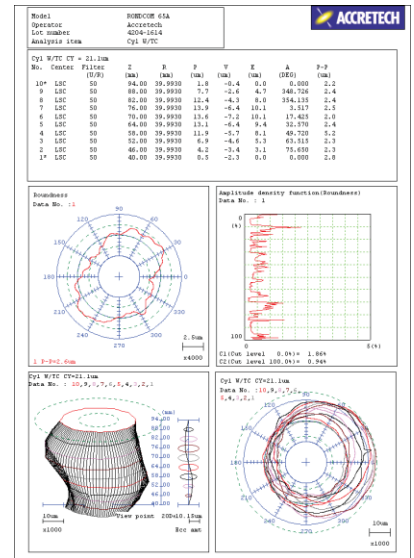 Model RONDCOM 65A
Operator Accretech
Lot number 4204-1614
Analysis item Cyl W/TC
ACCRETECH
Cyl W/TC CY = 21.1um
No. Center Filter Z R P V E A P-P
(U/R) (mm) (mm) (um) (um) (um) (DEG) (um)
10* LSC 50 94.00 39.9930 1.8 -0.4 0.0 0.000 2.2
9 LSC 50 88.00 39.9930 7.7 -2.6 4.7 348.726 2.4
8 LSC 50 82.00 39.9930 12.4 -4.3 8.0 354.135 2.4
7 LSC 50 76.00 39.9930 13.9 -6.4 10.1 3.517 2.5
6 LSC 50 70.00 39.9930 13.6 -7.2 10.1 17.425 2.0
5 LSC 50 64.00 39.9930 13.1 -6.4 9.4 32.570 2.4
4 LSC 50 58.00 39.9930 11.9 -5.7 8.1 49.720 5.2
3 LSC 50 52.00 39.9930 6.9 -4.6 5.3 63.515 2.3
2 LSC 50 46.00 39.9930 4.2 -3.4 3.1 75.650 2.3
1* LSC 50 40.00 39.9930 0.5 -2.3 0.0 0.000 2.8
Roundness
Data No. :1
90
120 60
150 30
180 0
210 330
240 300
270
2.5um
x4000
1 P-P=2.6um
Amplitude density function(Roundness)
Data No. : 1
0
(%)
100
0 5(%)
C1(Cut level 0.0%)= 1.86%
C2(Cut level 100.0%)= 0.94%
Cyl W/TC CY=21.1um
Data No. : 10,9,8,7,6,5,4,3,2,1
(mm)
94.00
88.00
82.00
76.00
70.00
64.00
58.00
52.00
46.00
40.00
10um View point 20D=10.15um
x1000 Ecc amt
Cyl W/TC CY=21.1um
Data No. :10,9,8,7,6,
5,4,3,2,1
90
120 60
150 30
180 0
210 330
240 300
270
10um
x1000